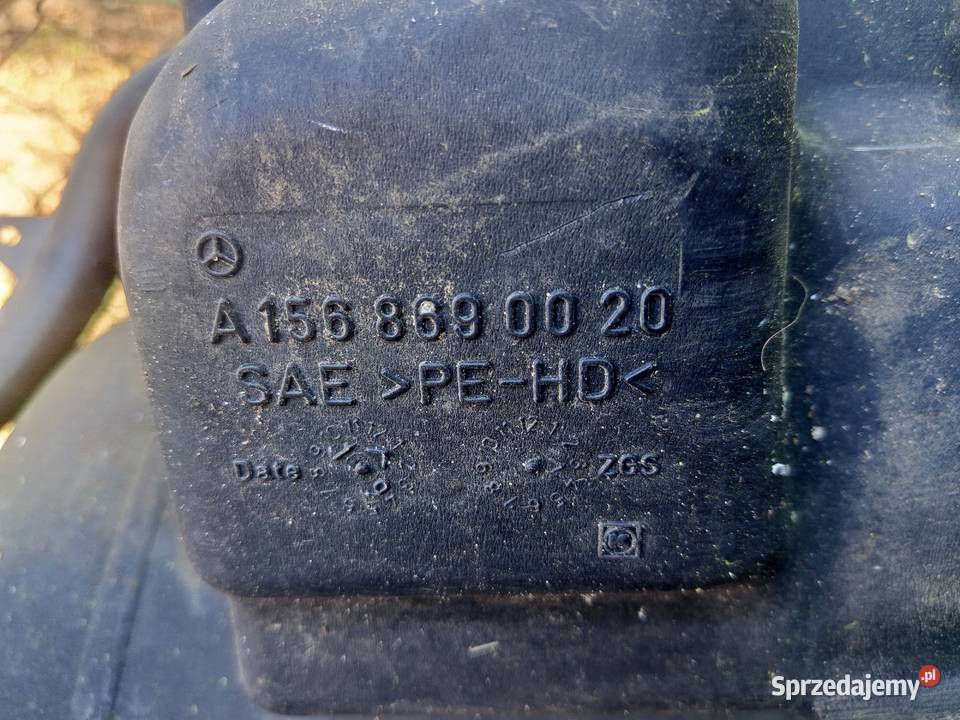 A 156 869 00 20
SAE >PE-HD<
Date
ZGS
Sprzedajemy.pl